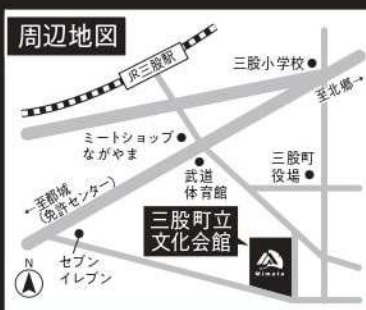 周辺地図
JR三股駅
三股小学校
至北郷→
ミートショップ
ながやま
武道
体育館
三股町
役場
←至都城
(免許センター)
三股町立
文化会館
Mimata
セブン
イレブン
N